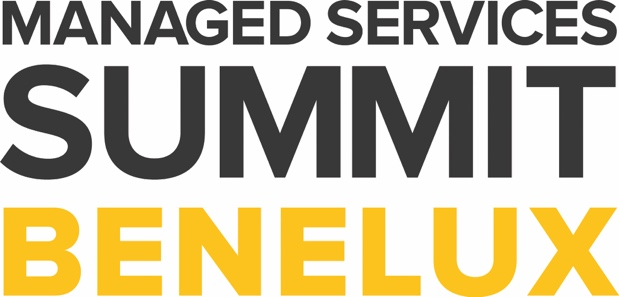 MANAGED SERVICES
SUMMIT
BENELUX